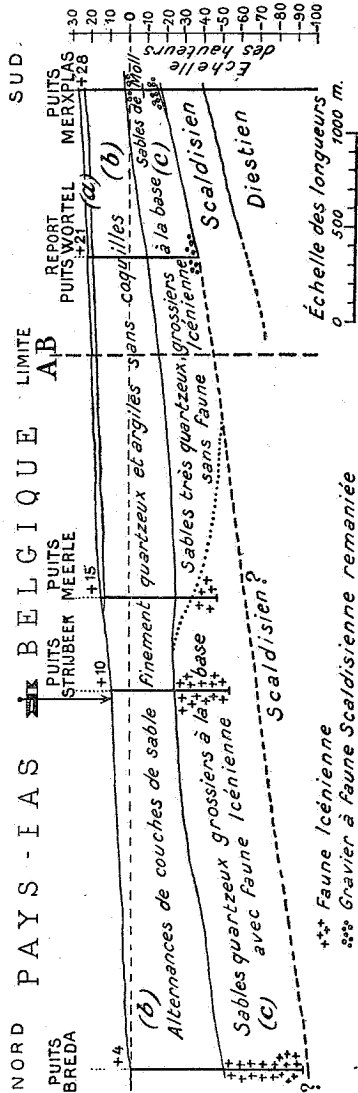 NORD PAYS-BAS BELGIQUE LIMITE SUD.
AB
PUITS BREDA
+4
PUITS STRIJBEEK
+10
PUITS MEERLE
+15
REPORT PUITS WORTEL
+21
PUITS MERXPLAS
+28
30
20
10
0
-10
-20
-30
-40
-50
-60
-70
-80
-90
-100
Échelle des hauteurs
(a)
(b)
(b)
Alternances de couches de sable finement quartzeux et argiles sans coquilles
Sables de Moll
à la base (c)
Sables très quartzeux, grossiers
sans faune Icénienne
Sables quartzeux grossiers à la base
avec Faune Icénienne
(c)
Scaldisien
Scaldisien?
Diestien
?
Échelle des longueurs
0 500 1000 m.
Faune Icénienne
Gravier à Faune Scaldisienne remaniée